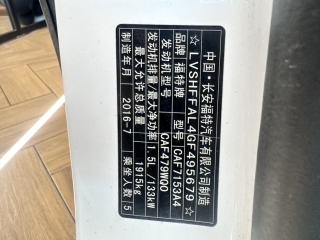 中国·长安福特汽车有限公司制造
☆LVSHFFAL4GF495679☆
品牌 福特牌 型号 CAF7153A4
发动机型号 CAF479WQ0
发动机排量/最大净功率 1.5L /133kW
最大允许总质量 1915kg
制造年月 2016-7 乘坐人数 5